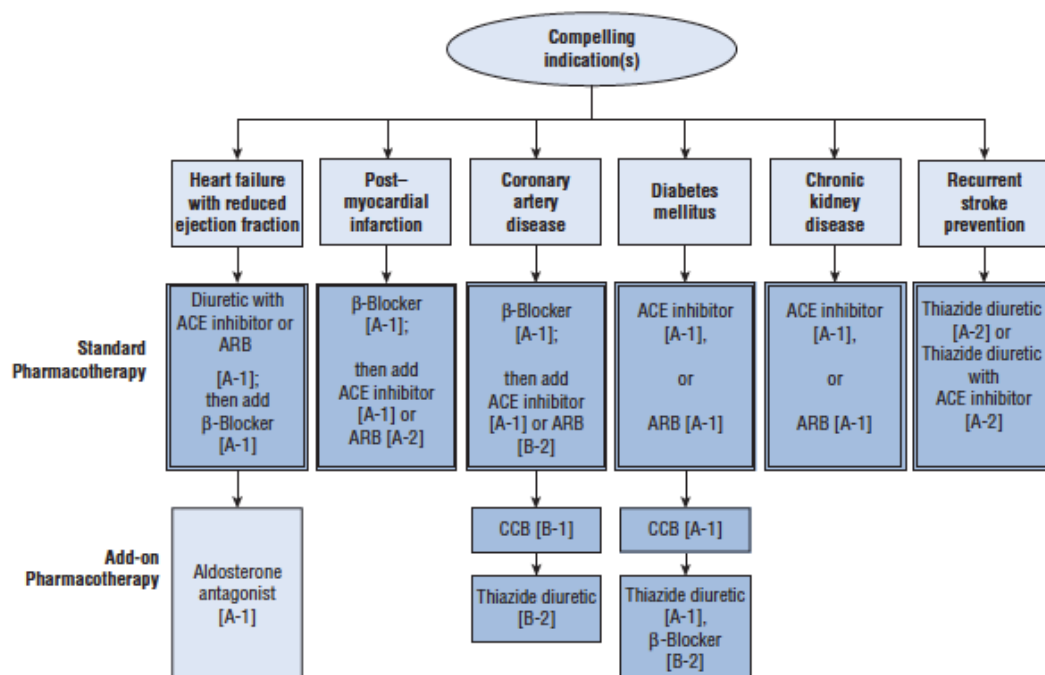 Compelling
indication(s)
Heart failure
with reduced
ejection fraction
Post–
myocardial
infarction
Coronary
artery
disease
Diabetes
mellitus
Chronic
kidney
disease
Recurrent
stroke
prevention
Standard
Pharmacotherapy
Diuretic with
ACE inhibitor or
ARB
[A-1];
then add
β-Blocker
[A-1]
β-Blocker
[A-1];
then add
ACE inhibitor
[A-1] or
ARB [A-2]
β-Blocker
[A-1];
then add
ACE inhibitor
[A-1] or ARB
[B-2]
ACE inhibitor
[A-1],
or
ARB [A-1]
ACE inhibitor
[A-1],
or
ARB [A-1]
Thiazide diuretic
[A-2] or
Thiazide diuretic
with
ACE inhibitor
[A-2]
Add-on
Pharmacotherapy
Aldosterone
antagonist
[A-1]
CCB [B-1]
Thiazide diuretic
[B-2]
CCB [A-1]
Thiazide diuretic
[A-1],
β-Blocker
[B-2]